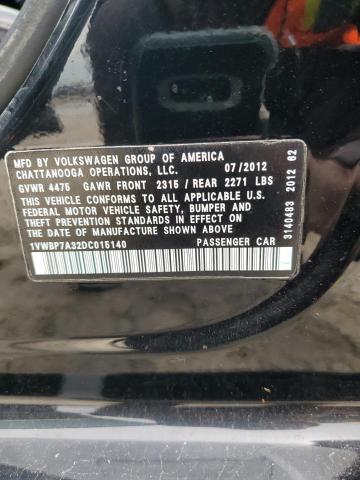 MFD BY VOLKSWAGEN GROUP OF AMERICA
CHATTANOOGA OPERATIONS, LLC. 07/2012
GVWR 4475 GAWR FRONT 2315 / REAR 2271 LBS
THIS VEHICLE CONFORMS TO ALL APPLICABLE U.S.
FEDERAL MOTOR VEHICLE SAFETY, BUMPER AND
THEFT PREVENTION STANDARDS IN EFFECT ON THE
DATE OF MANUFACTURE SHOWN ABOVE.
1VWBP7A32DC015140 PASSENGER CAR
3140483 2012 62